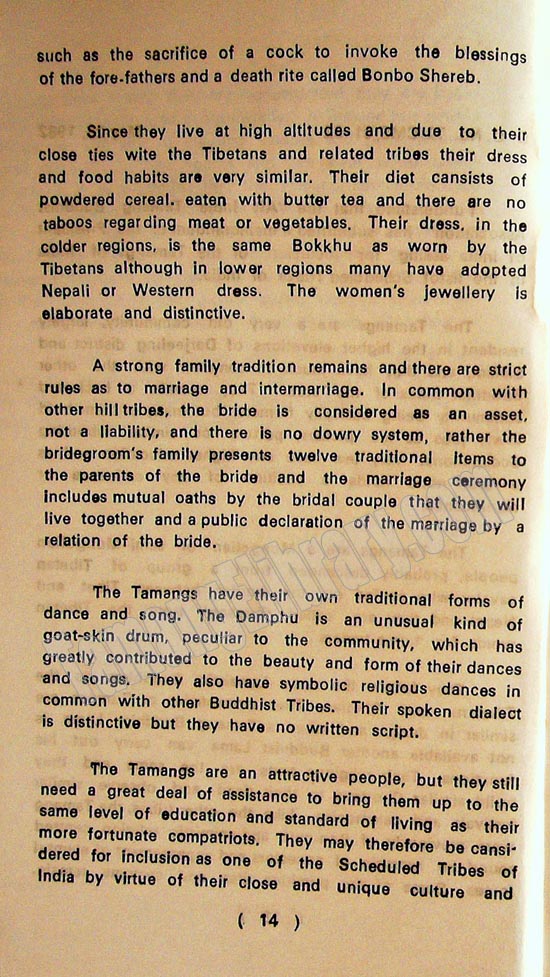 such as the sacrifice of a cock to invoke the blessings
of the fore-fathers and a death rite called Bonbo Shereb.
Since they live at high altitudes and due to their
close ties wite the Tibetans and related tribes their dress
and food habits are very similar. Their diet cansists of
powdered cereal. eaten with butter tea and there are no
taboos regarding meat or vegetables. Their dress, in the
colder regions, is the same Bokkhu as worn by the
Tibetans although in lower regions many have adopted
Nepali or Western dress. The women's jewellery is
elaborate and distinctive.
A strong family tradition remains and there are strict
rules as to marriage and intermarriage. In common with
other hill tribes, the bride is considered as an asset,
not a liability, and there is no dowry system, rather the
bridegroom's family presents twelve traditional Items to
the parents of the bride and the marriage ceremony
includes mutual oaths by the bridal couple that they will
live together and a public declaration of the marriage by a
relation of the bride.
The Tamangs have their own traditional forms of
dance and song. The Damphu is an unusual kind of
goat-skin drum, peculiar to the community, which has
greatly contributed to the beauty and form of their dances
and songs. They also have symbolic religious dances in
common with other Buddhist Tribes. Their spoken dialect
is distinctive but they have no written script.
The Tamangs are an attractive people, but they still
need a great deal of assistance to bring them up to the
same level of education and standard of living as their
more fortunate compatriots. They may therefore be cansi-
dered for inclusion as one of the Scheduled Tribes of
India by virtue of their close and unique culture and
( 14 )